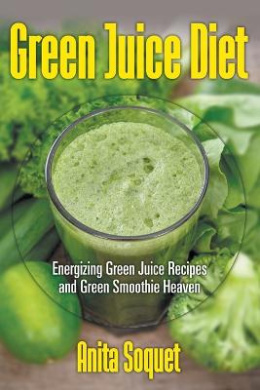 Green Juice Diet
Energizing Green Juice Recipes
and Green Smoothie Heaven
Anita Soquet